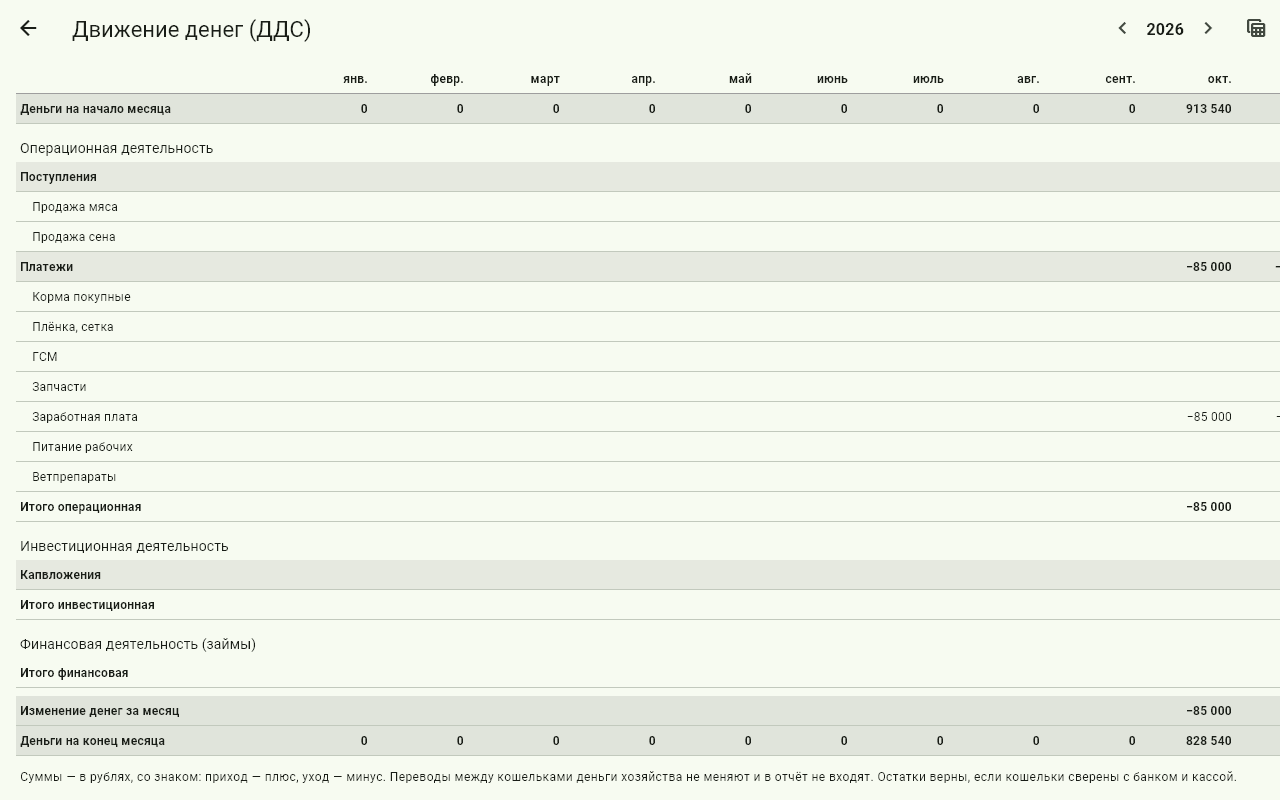 Движение денег (ДДС) 2026
янв. февр. март апр. май июнь июль авг. сент. окт.
Деньги на начало месяца 0 0 0 0 0 0 0 0 0 913 540
Операционная деятельность
Поступления
Продажа мяса
Продажа сена
Платежи −85 000 −
Корма покупные
Плёнка, сетка
ГСМ
Запчасти
Заработная плата −85 000 −
Питание рабочих
Ветпрепараты
Итого операционная −85 000
Инвестиционная деятельность
Капвложения
Итого инвестиционная
Финансовая деятельность (займы)
Итого финансовая
Изменение денег за месяц −85 000
Деньги на конец месяца 0 0 0 0 0 0 0 0 0 828 540
Суммы — в рублях, со знаком: приход — плюс, уход — минус. Переводы между кошельками деньги хозяйства не меняют и в отчёт не входят. Остатки верны, если кошельки сверены с банком и кассой.